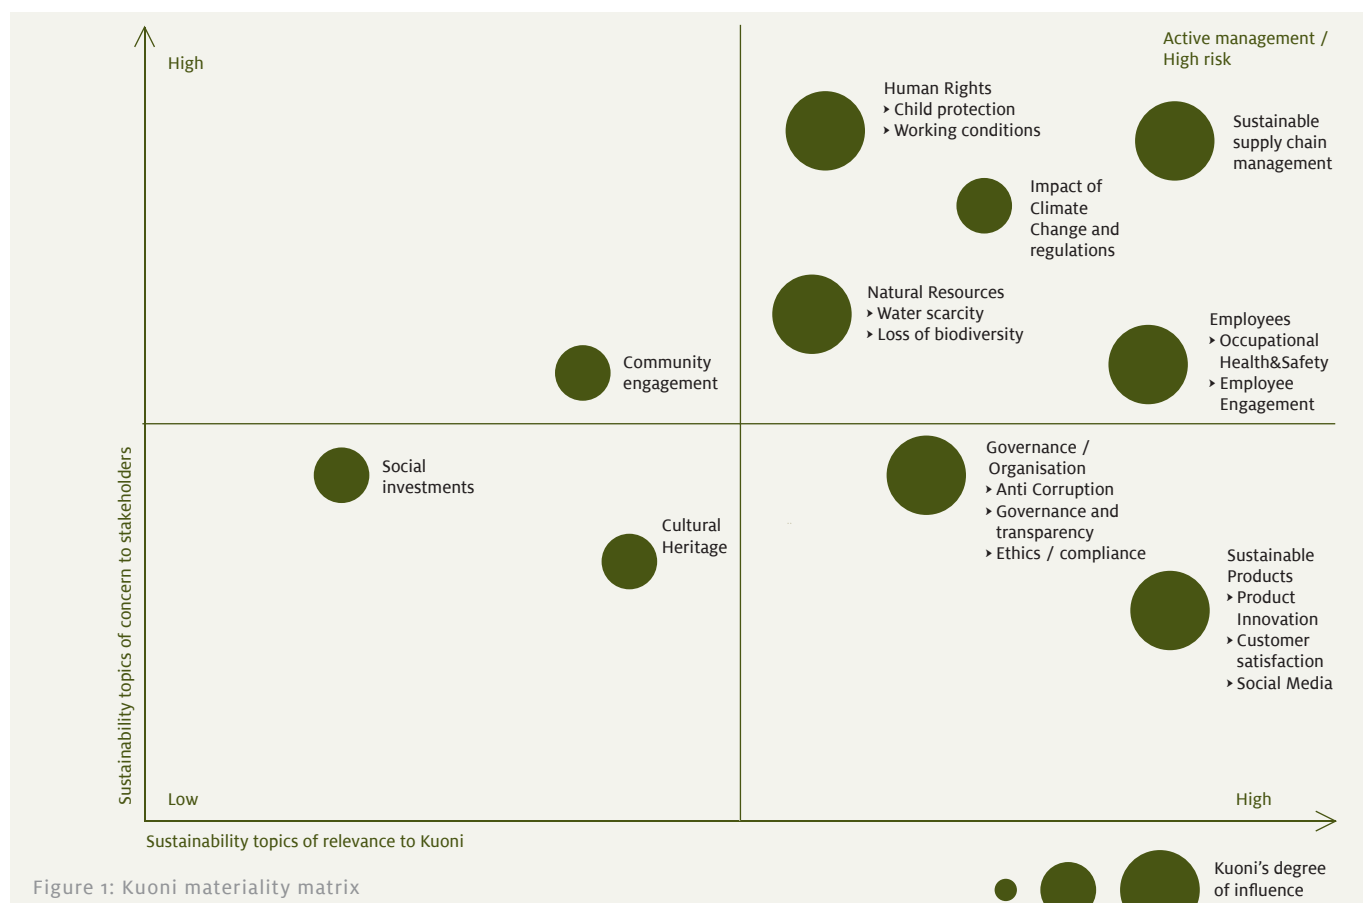 Active management /
High risk
High
Human Rights
‣ Child protection
‣ Working conditions
Sustainable
supply chain
management
Impact of
Climate
Change and
regulations
Natural Resources
‣ Water scarcity
‣ Loss of biodiversity
Employees
‣ Occupational
Health&Safety
‣ Employee
Engagement
Community
engagement
Social
investments
Cultural
Heritage
Governance /
Organisation
‣ Anti Corruption
‣ Governance and
transparency
‣ Ethics / compliance
Sustainable
Products
‣ Product
Innovation
‣ Customer
satisfaction
‣ Social Media
Sustainability topics of concern to stakeholders
Low
High
Sustainability topics of relevance to Kuoni
Figure 1: Kuoni materiality matrix
Kuoni’s degree
of influence